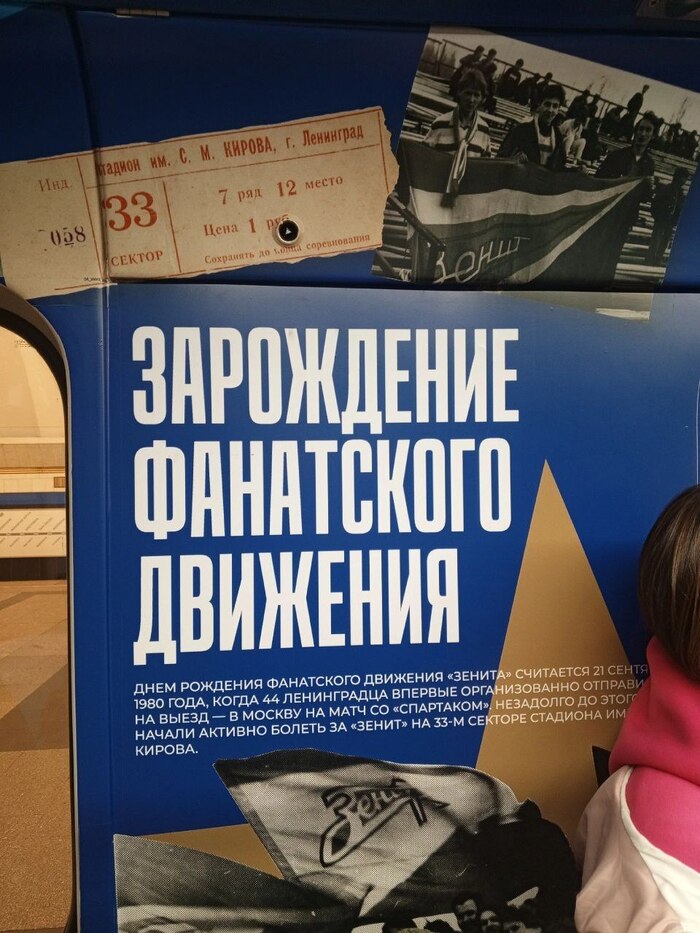 Стадион им. С. М. КИРОВА, г. Ленинград
Инд.
058
33
СЕКТОР
7 ряд 12 место
Цена 1 руб
Сохранять до конца соревнования
Зенит
ЗАРОЖДЕНИЕ
ФАНАТСКОГО
ДВИЖЕНИЯ
ДНЕМ РОЖДЕНИЯ ФАНАТСКОГО ДВИЖЕНИЯ «ЗЕНИТА» СЧИТАЕТСЯ 21 СЕНТЯ
1980 ГОДА, КОГДА 44 ЛЕНИНГРАДЦА ВПЕРВЫЕ ОРГАНИЗОВАННО ОТПРАВИ
НА ВЫЕЗД — В МОСКВУ НА МАТЧ СО «СПАРТАКОМ». НЕЗАДОЛГО ДО ЭТОГО
НАЧАЛИ АКТИВНО БОЛЕТЬ ЗА «ЗЕНИТ» НА 33-М СЕКТОРЕ СТАДИОНА ИМ
КИРОВА.
Зенит